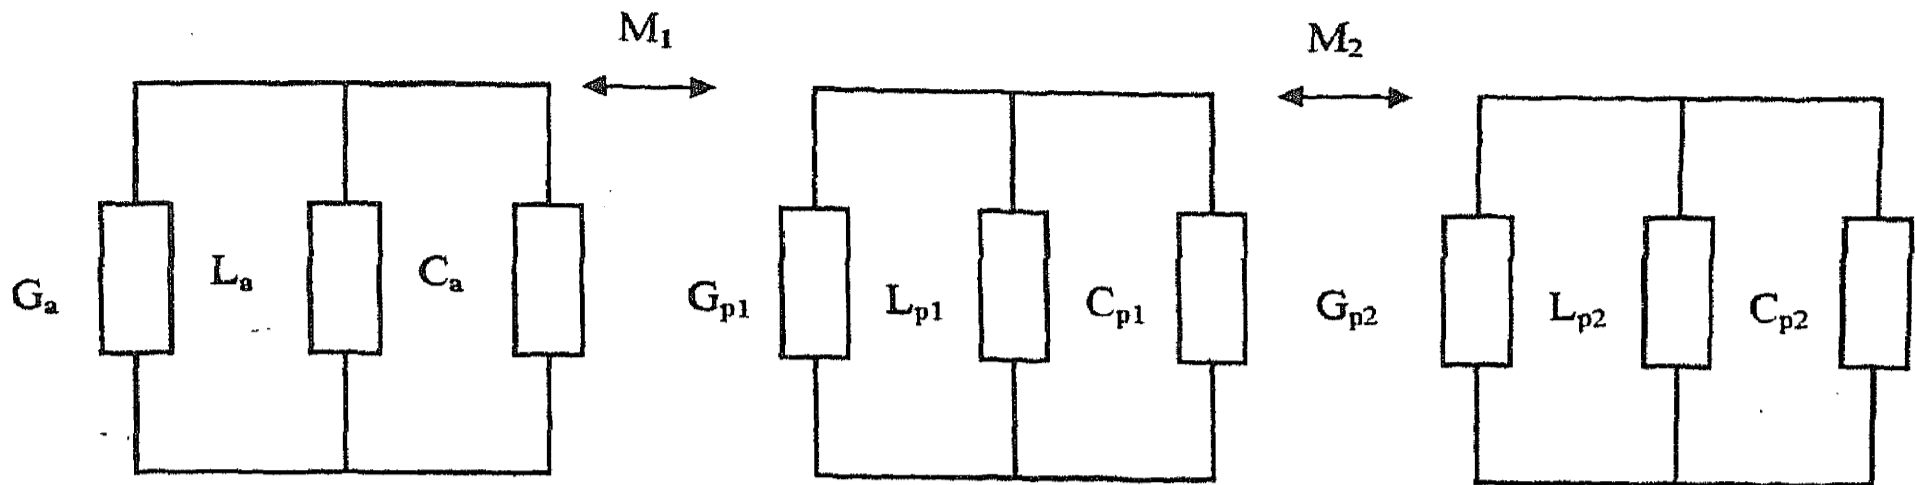 M₁
M₂
Gₐ
Lₐ
Cₐ
Gₚ₁
Lₚ₁
Cₚ₁
Gₚ₂
Lₚ₂
Cₚ₂